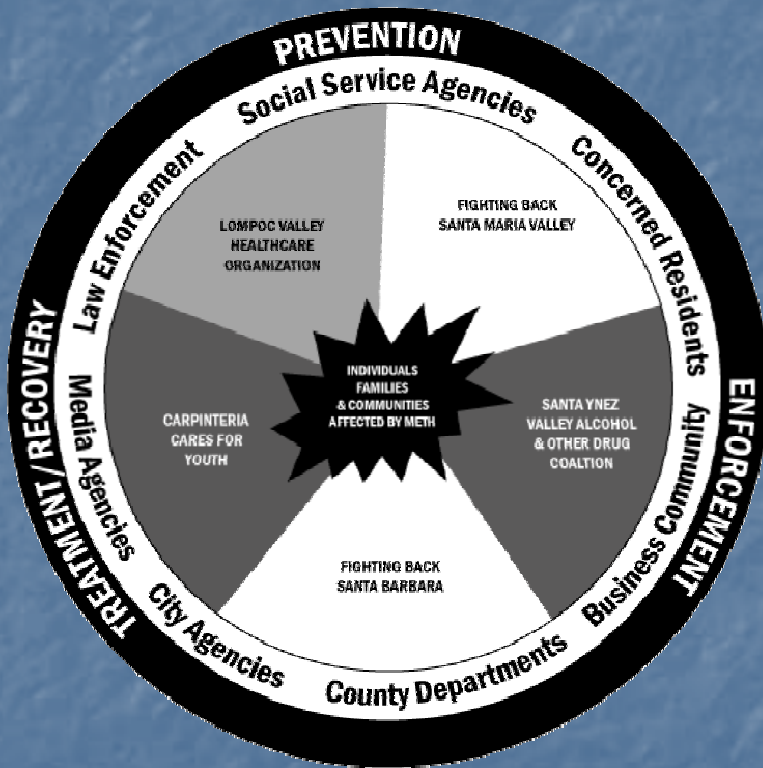 PREVENTION
Social Service Agencies
Concerned Residents
Business Community
County Departments
City Agencies
Media Agencies
Law Enforcement
ENFORCEMENT
TREATMENT/RECOVERY
LOMPOC VALLEY
HEALTHCARE
ORGANIZATION
FIGHTING BACK
SANTA MARIA VALLEY
SANTA YNEZ
VALLEY ALCOHOL
& OTHER DRUG
COALTION
FIGHTING BACK
SANTA BARBARA
CARPINTERIA
CARES FOR
YOUTH
INDIVIDUALS
FAMILIES
& COMMUNITIES
AFFECTED BY METH